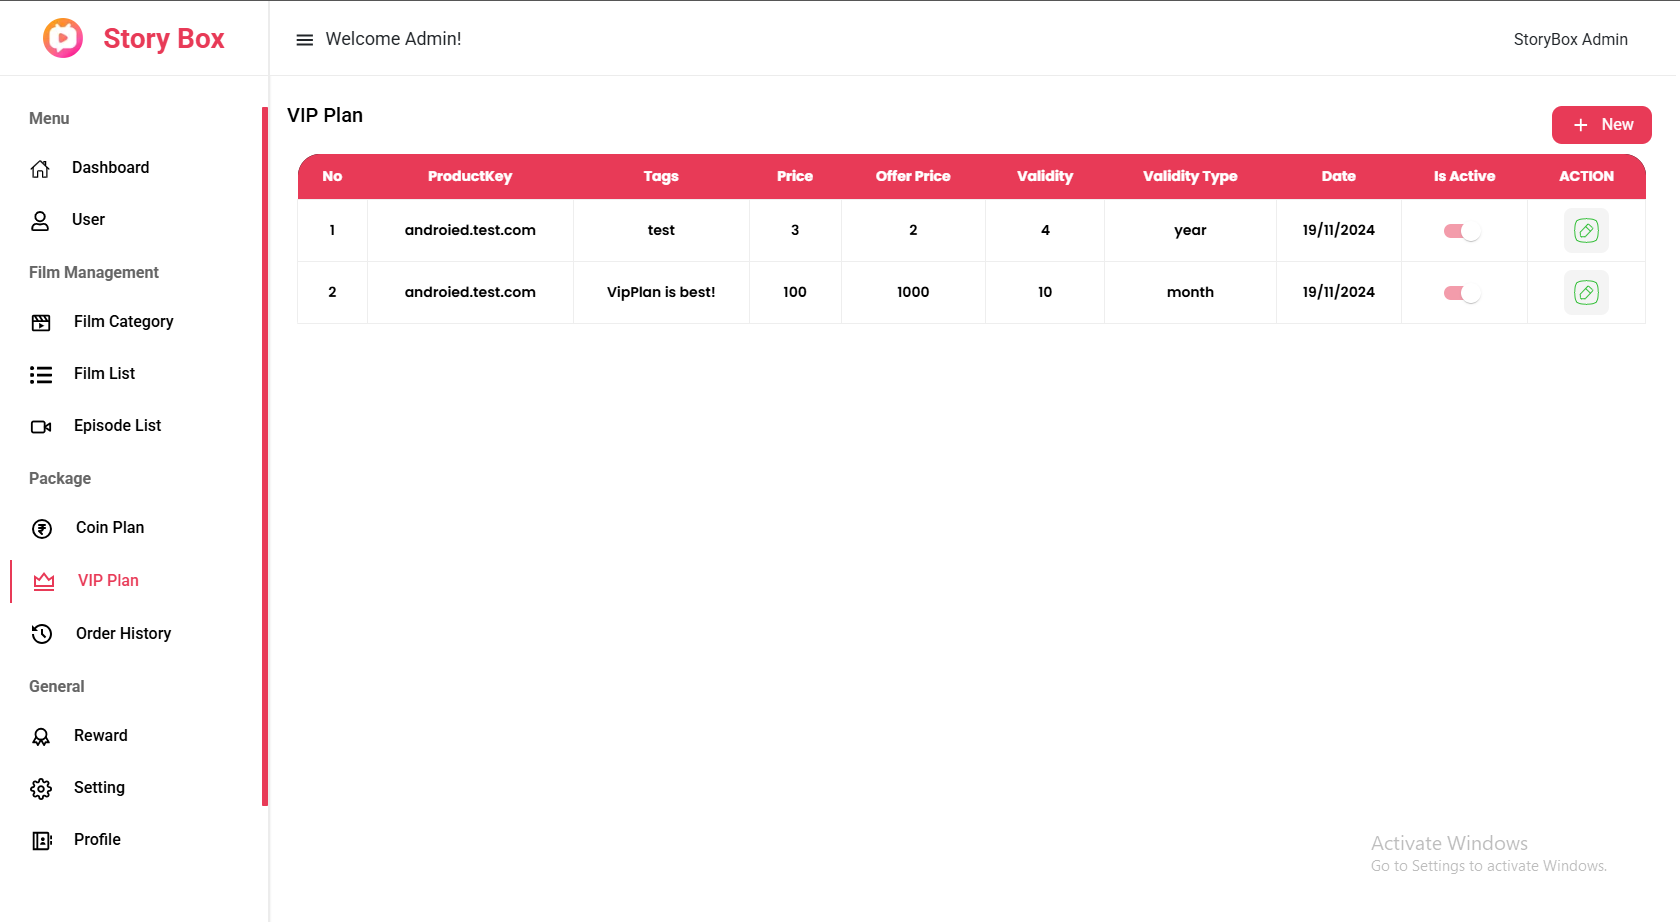 Story Box
Welcome Admin!
StoryBox Admin
Menu
Dashboard
User
Film Management
Film Category
Film List
Episode List
Package
Coin Plan
VIP Plan
Order History
General
Reward
Setting
Profile
VIP Plan
+ New
No ProductKey Tags Price Offer Price Validity Validity Type Date Is Active ACTION
1 androied.test.com test 3 2 4 year 19/11/2024
2 androied.test.com VipPlan is best! 100 1000 10 month 19/11/2024
Activate Windows
Go to Settings to activate Windows.